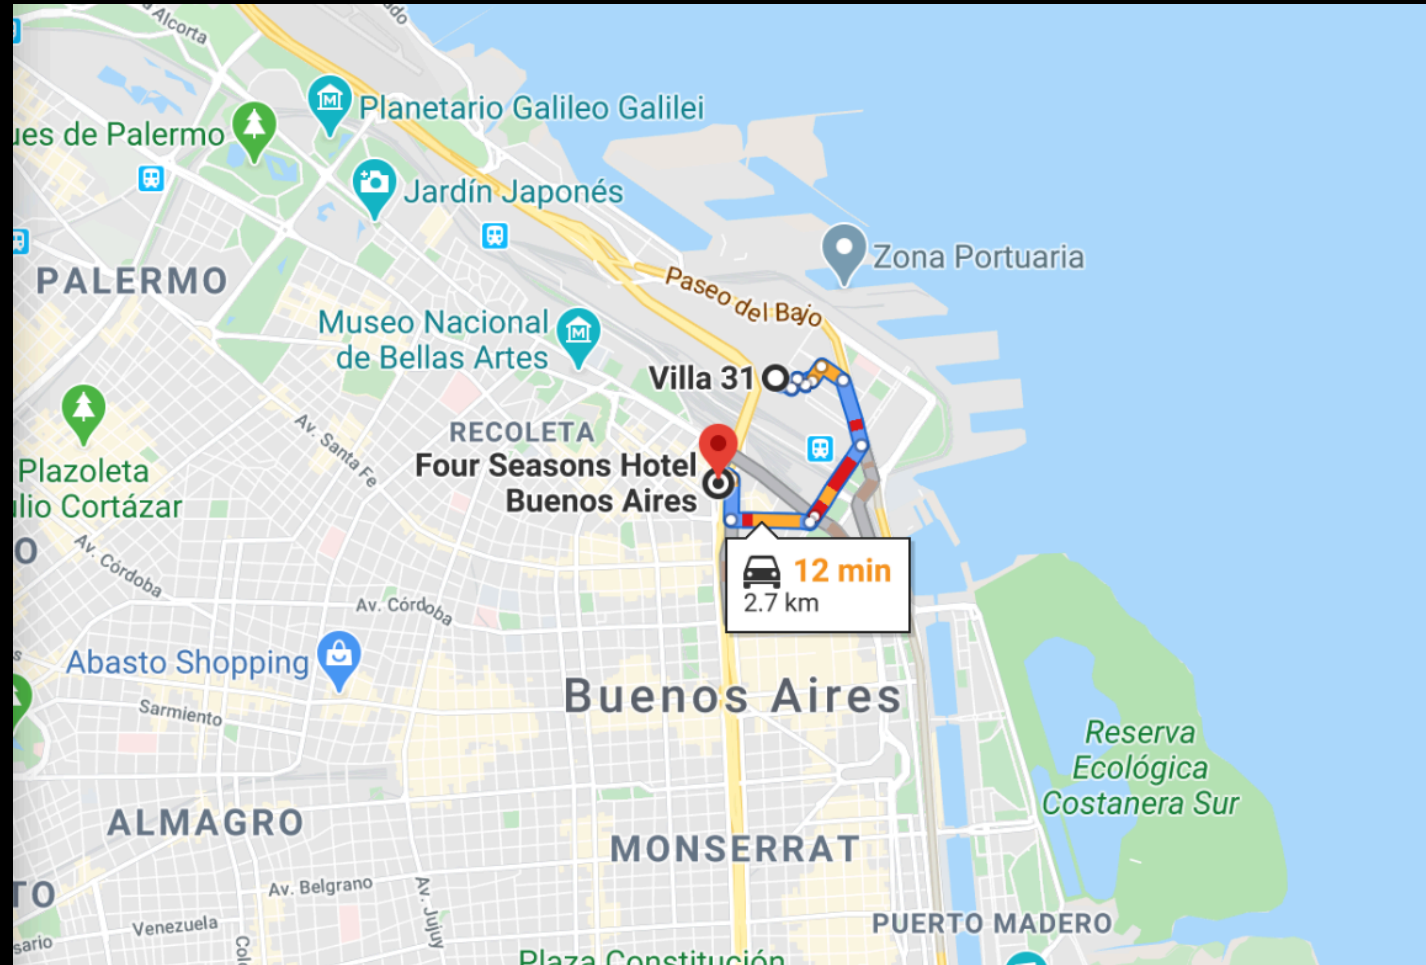 Alcorta
Planetario Galileo Galilei
ues de Palermo
Jardín Japonés
Zona Portuaria
PALERMO
Paseo del Bajo
Museo Nacional
de Bellas Artes
Villa 31
RECOLETA
Four Seasons Hotel
Buenos Aires
Av. Santa Fe
Plazoleta
lio Cortázar
O
Av. Córdoba
12 min
2.7 km
Av. Córdoba
Abasto Shopping
Buenos Aires
Sarmiento
Reserva
Ecológica
Costanera Sur
ALMAGRO
MONSERRAT
TO
Av. Belgrano
Av. Jujuy
Venezuela
PUERTO MADERO
sario
Plaza Constitución